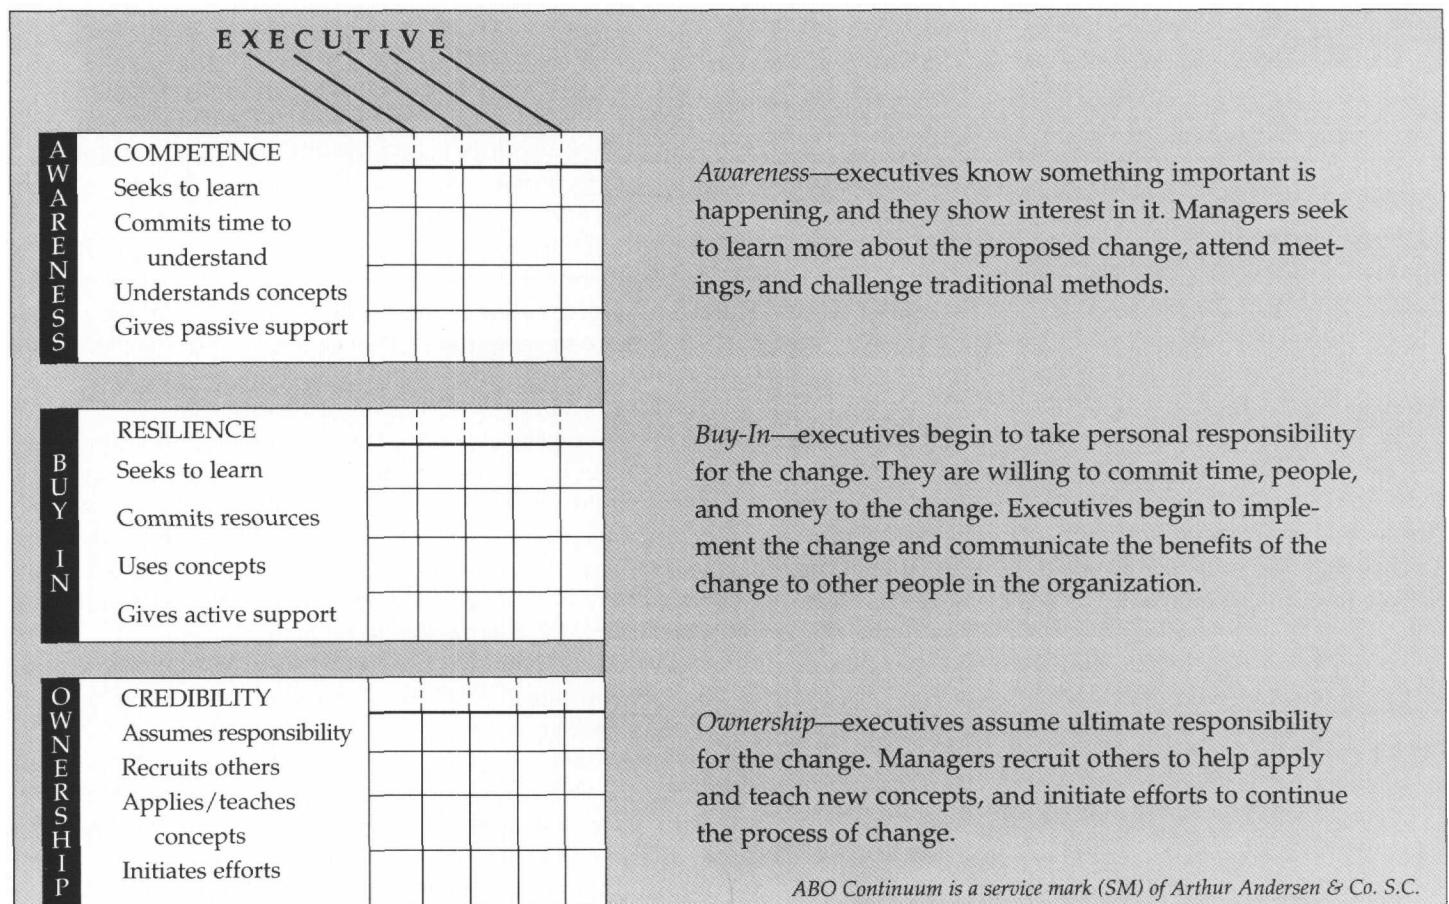 EXECUTIVE
AWARENESS
COMPETENCE
Seeks to learn
Commits time to
understand
Understands concepts
Gives passive support
Awareness—executives know something important is
happening, and they show interest in it. Managers seek
to learn more about the proposed change, attend meet-
ings, and challenge traditional methods.
BUY IN
RESILIENCE
Seeks to learn
Commits resources
Uses concepts
Gives active support
Buy-In—executives begin to take personal responsibility
for the change. They are willing to commit time, people,
and money to the change. Executives begin to imple-
ment the change and communicate the benefits of the
change to other people in the organization.
OWNERSHIP
CREDIBILITY
Assumes responsibility
Recruits others
Applies/teaches
concepts
Initiates efforts
Ownership—executives assume ultimate responsibility
for the change. Managers recruit others to help apply
and teach new concepts, and initiate efforts to continue
the process of change.
ABO Continuum is a service mark (SM) of Arthur Andersen & Co. S.C.